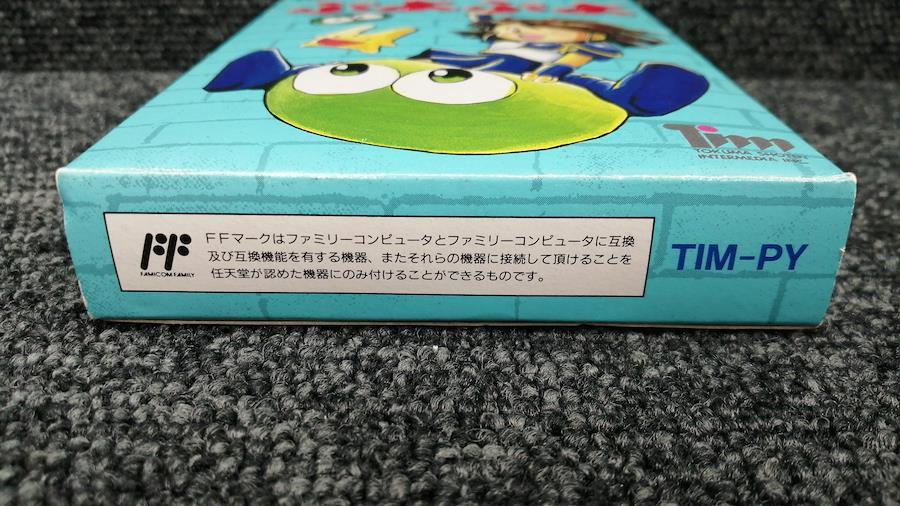 ぷよぷよ
Tim
TOKUMA SHOTEN
INTERMEDIA INC.
FF
FAMICOM FAMILY
FFマークはファミリーコンピュータとファミリーコンピュータに互換
及び互換機能を有する機器、またそれらの機器に接続して頂けることを
任天堂が認めた機器にのみ付けることができるものです。
TIM-PY